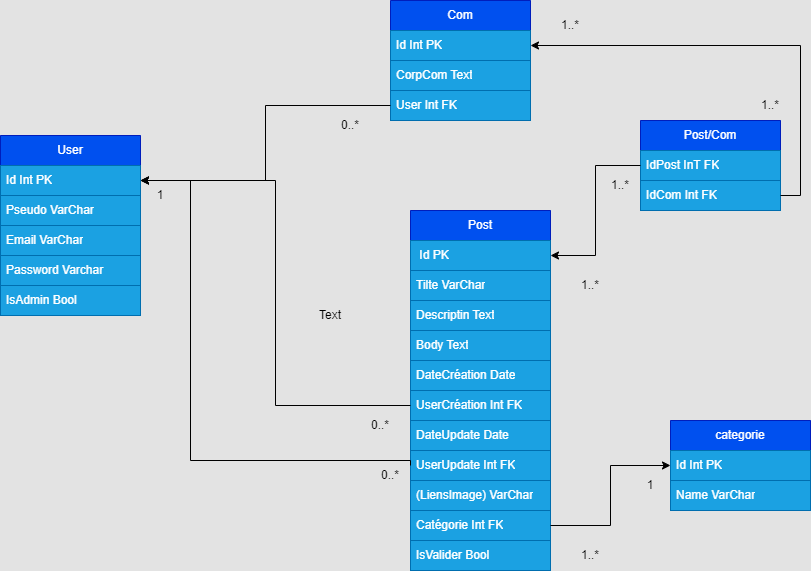 Com
Id Int PK
CorpCom Text
User Int FK
1..*
1..*
0..*
Post/Com
IdPost InT FK
IdCom Int FK
1..*
User
Id Int PK
Pseudo VarChar
Email VarChar
Password Varchar
IsAdmin Bool
1
Text
Post
Id PK
Tilte VarChar
Descriptin Text
Body Text
DateCréation Date
UserCréation Int FK
DateUpdate Date
UserUpdate Int FK
(LiensImage) VarChar
Catégorie Int FK
IsValider Bool
1..*
0..*
0..*
categorie
Id Int PK
Name VarChar
1
1..*